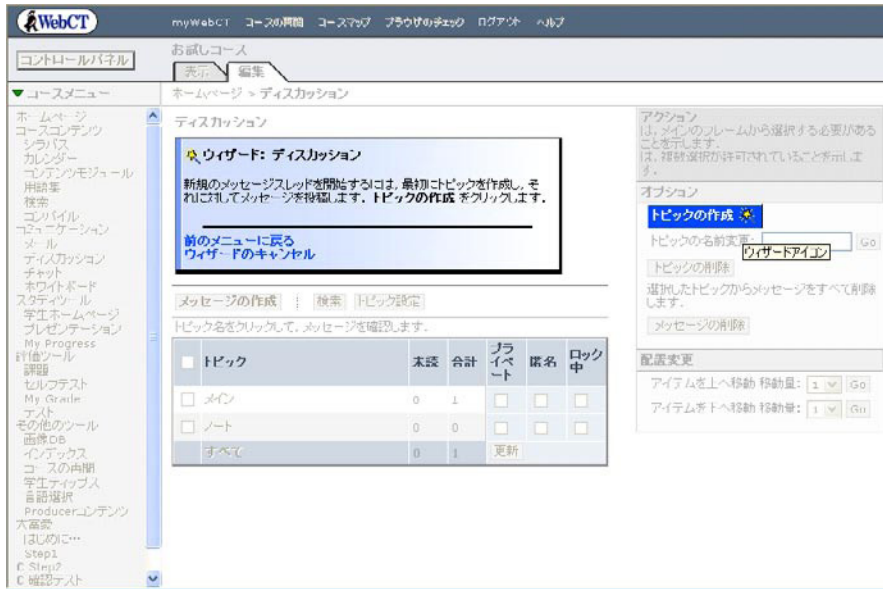 WebCT
myWebCT コースの再開 コースマップ ブラウザのチェック ログアウト ヘルプ
コントロールパネル
お試しコース
表示 編集
コースメニュー
ホームページ > ディスカッション
ホームページ
コースコンテンツ
シラバス
カレンダー
コンテンツモジュール
用語集
検索
コンパイル
コミュニケーション
メール
ディスカッション
チャット
ホワイトボード
スタディツール
学生ホームページ
プレゼンテーション
My Progress
評価ツール
課題
セルフテスト
My Grade
テスト
その他のツール
画像DB
インデックス
コースの再開
学生ティップス
言語選択
Producerコンテンツ
はじめに…
Step1
C Step2
C 確認テスト
ディスカッション
ウィザード: ディスカッション
新規のメッセージスレッドを開始するには, 最初にトピックを作成し, そ
れに対してメッセージを投稿します. トピックの作成 をクリックします.
前のメニューに戻る
ウィザードのキャンセル
メッセージの作成 | 検索 トピック設定
トピック名をクリックして, メッセージを確認します.
トピック 未読 合計 プライベート 匿名 ロック中
メイン 0 1
ノート 0 0
すべて 0 1 更新
アクション
は, メインのフレームから選択する必要がある
ことを示します.
は, 複数選択が許可されていることを示しま
す.
オプション
トピックの作成
トピックの名前変更: Go
ウィザードアイコン
トピックの削除
選択したトピックからメッセージをすべて削除
します.
メッセージの削除
配置変更
アイテムを上へ移動 移動量: 1 Go
アイテムを下へ移動 移動量: 1 Go